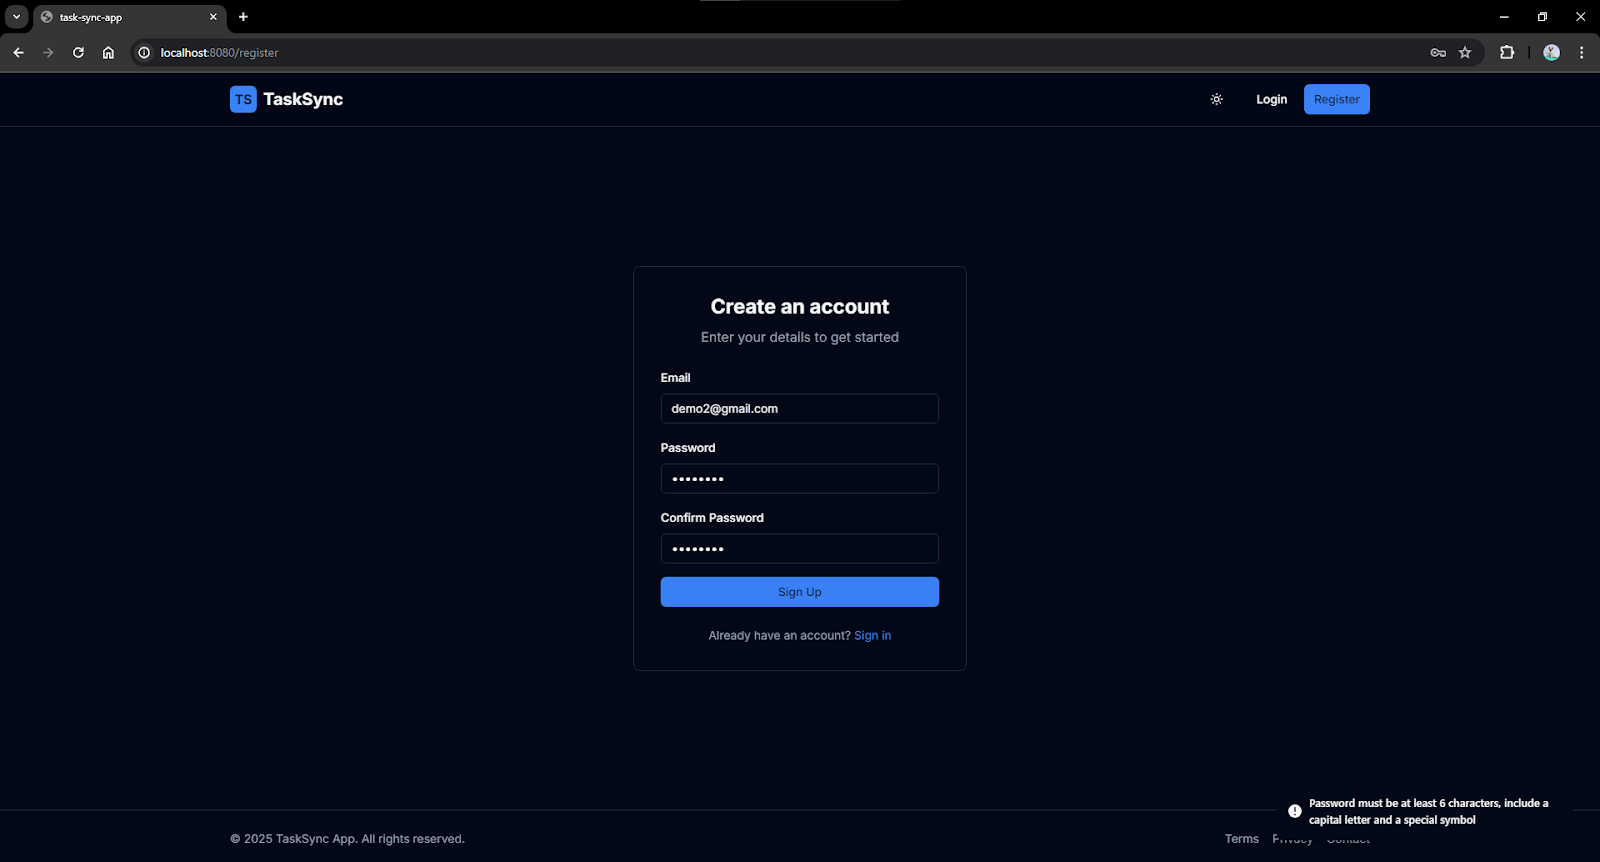 task-sync-app
localhost:8080/register
TS TaskSync
Login
Register
Create an account
Enter your details to get started
Email
demo2@gmail.com
Password
••••••••
Confirm Password
••••••••
Sign Up
Already have an account? Sign in
Password must be at least 6 characters, include a
capital letter and a special symbol
© 2025 TaskSync App. All rights reserved.
Terms
Privacy
Contact